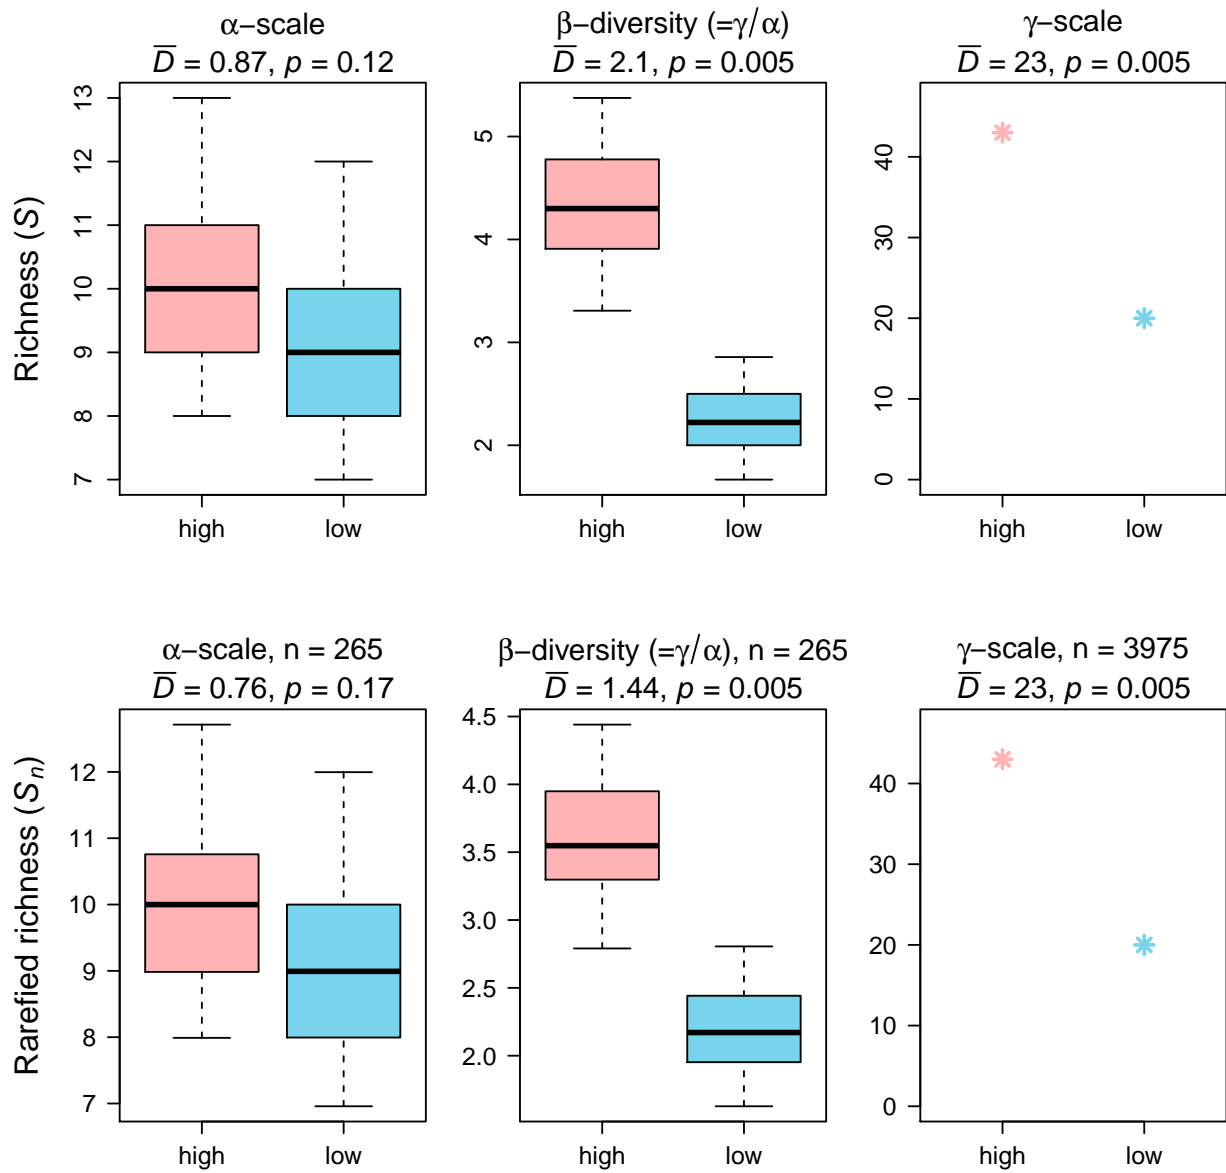 α−scale
D = 0.87, p = 0.12
Richness (S)
13
12
11
10
9
8
7
high
low
β−diversity (=γ/α)
D = 2.1, p = 0.005
5
4
3
2
high
low
γ−scale
D = 23, p = 0.005
40
30
20
10
0
high
low
α−scale, n = 265
D = 0.76, p = 0.17
Rarefied richness (Sn)
12
11
10
9
8
7
high
low
β−diversity (=γ/α), n = 265
D = 1.44, p = 0.005
4.5
4.0
3.5
3.0
2.5
2.0
high
low
γ−scale, n = 3975
D = 23, p = 0.005
40
30
20
10
0
high
low